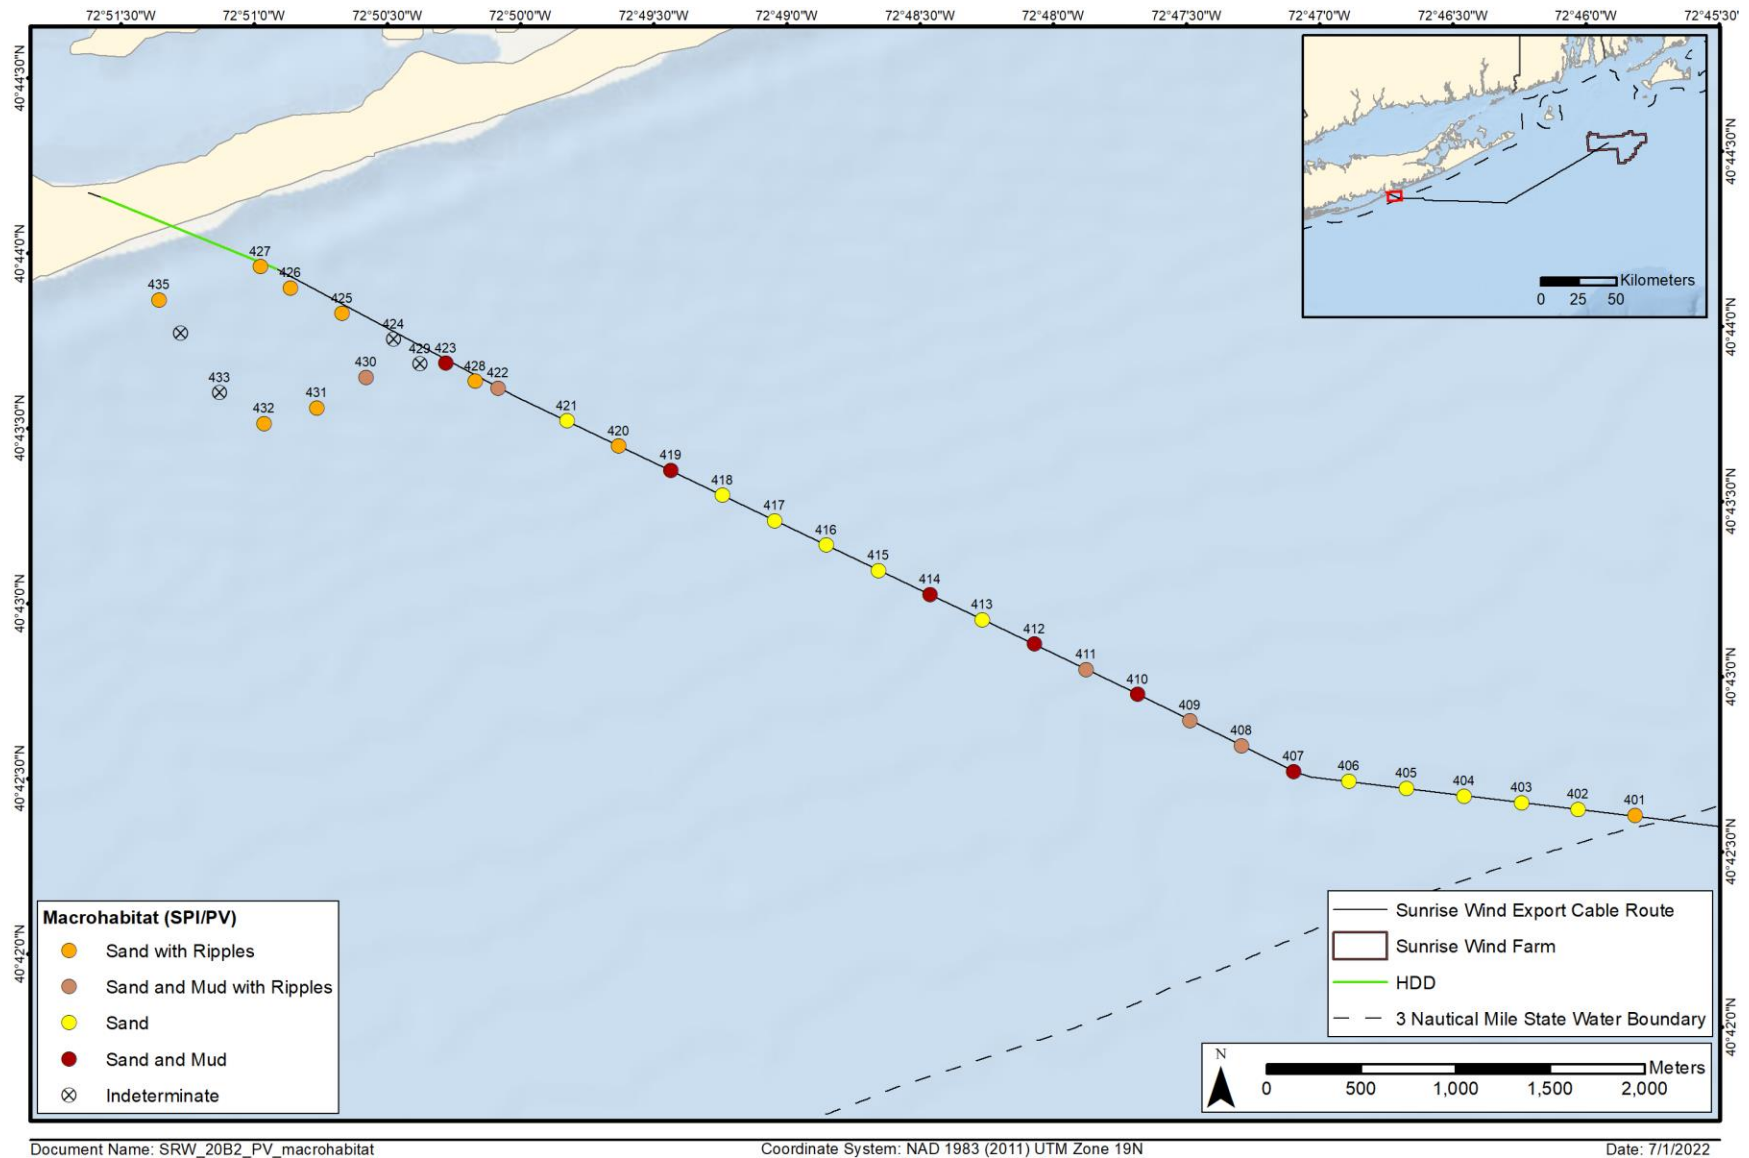 72°51'30"W 72°51'0"W 72°50'30"W 72°50'0"W 72°49'30"W 72°49'0"W 72°48'30"W 72°48'0"W 72°47'30"W 72°47'0"W 72°46'30"W 72°46'0"W 72°45'30"
40°44'30"N
40°44'0"N
40°43'30"N
40°43'0"N
40°42'30"N
40°42'0"N
40°44'30"N
40°44'0"N
40°43'30"N
40°43'0"N
40°42'30"N
40°42'0"N
Kilometers
0 25 50
427
426
435
425
424
429
423
430
428
422
433
431
432
421
420
419
418
417
416
415
414
413
412
411
410
409
408
407
406
405
404
403
402
401
Macrohabitat (SPI/PV)
Sand with Ripples
Sand and Mud with Ripples
Sand
Sand and Mud
Indeterminate
Sunrise Wind Export Cable Route
Sunrise Wind Farm
HDD
3 Nautical Mile State Water Boundary
N
Meters
0 500 1,000 1,500 2,000
Document Name: SRW_20B2_PV_macrohabitat
Coordinate System: NAD 1983 (2011) UTM Zone 19N
Date: 7/1/2022